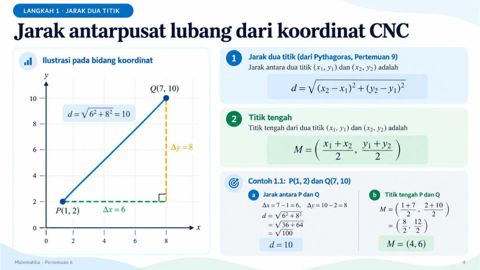 LANGKAH 1 · JARAK DUA TITIK
Jarak antarpusat lubang dari koordinat CNC
Ilustrasi pada bidang koordinat
y
Q(7, 10)
d = √(6² + 8²) = 10
Δy = 8
P(1, 2)
Δx = 6
10
8
6
4
2
0
0 2 4 6 8 x
1 Jarak dua titik (dari Pythagoras, Pertemuan 9)
Jarak antara dua titik (x₁, y₁) dan (x₂, y₂) adalah
d = √((x₂ − x₁)² + (y₂ − y₁)²)
2 Titik tengah
Titik tengah dari dua titik (x₁, y₁) dan (x₂, y₂) adalah
M = ( (x₁ + x₂)/2 , (y₁ + y₂)/2 )
Contoh 1.1: P(1, 2) dan Q(7, 10)
a Jarak antara P dan Q
Δx = 7 − 1 = 6, Δy = 10 − 2 = 8
d = √(6² + 8²)
= √(36 + 64)
= √100
d = 10
b Titik tengah P dan Q
M = ( (1 + 7)/2 , (2 + 10)/2 )
= ( 8/2 , 12/2 )
M = (4, 6)
Matematika · Pertemuan 6
4